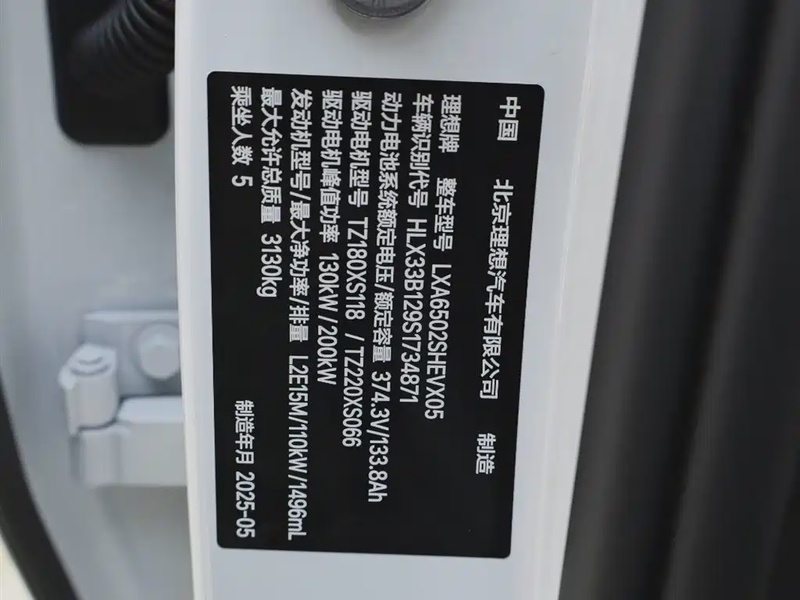 中国 北京理想汽车有限公司 制造
理想牌 整车型号 LXA6502SHEVX05
车辆识别代号 HLX33B129S1734871
动力电池系统额定电压/额定容量 374.3V/133.8Ah
驱动电机型号 TZ180XS118 /TZ220XS066
驱动电机峰值功率 130kW/200kW
发动机型号/最大净功率/排量 L2E15M/110kW/1496mL
最大允许总质量 3130kg
乘坐人数 5 制造年月 2025-05